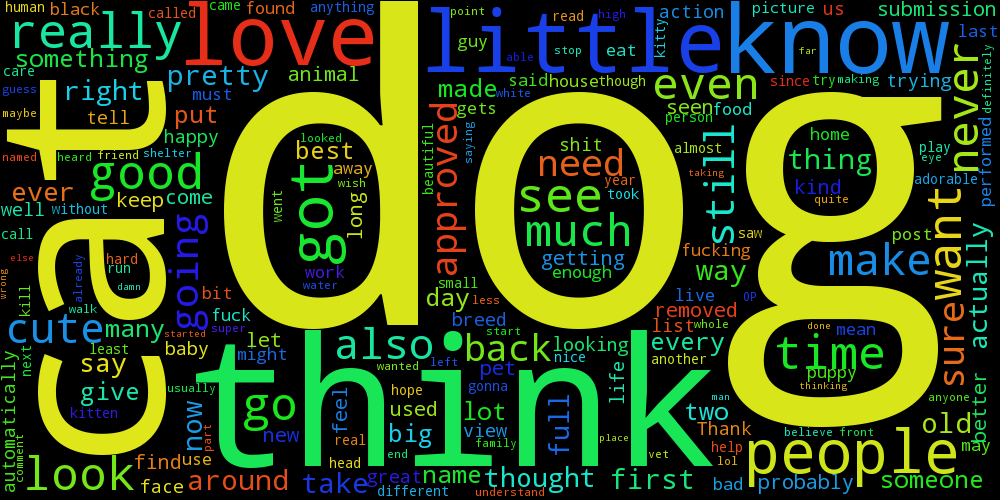 human black called came found anything point read high action picture us submission
really love little know last
something guy able stop eat kitty far
care right pretty animal made said house though even since try making trying definitely
guess must gets white seen food person
maybe tell put happy looked best shit need year almost home play never
named heard friend shelter away beautiful saying approved thing eye
cat dog
ever good got wish see took taking still kind adorable performed
well without keep come went long much quite want
call going getting saw fucking post actually
else hard run work enough way make
wrong already damn water small day less live OP sure
kill walk bit removed
cute many fuck super breed list whole done mean
next least started let also back start looking every time
say baby might wanted left nice another puppy
automatically give usually think pet gonna life thinking
kitten now go feel hope used lot man two anyone better
comment part new real big view full place Thank old
look find use end family vet help believe front may
face around head great name thought first lol people
take different understand bad probably someone